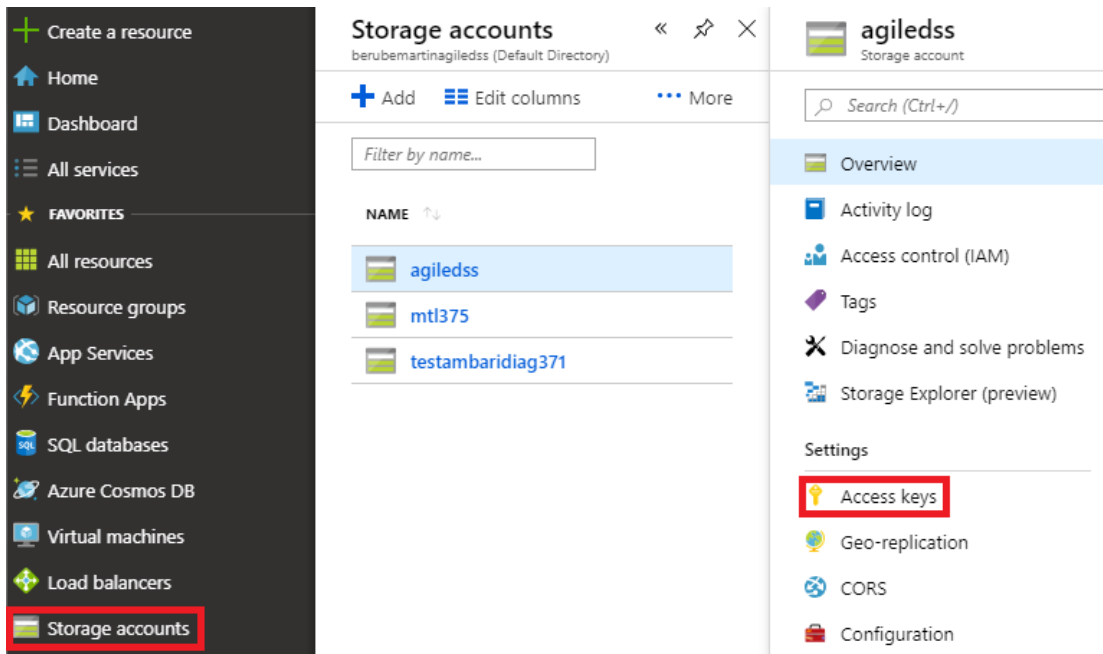 Create a resource
Home
Dashboard
All services
FAVORITES
All resources
Resource groups
App Services
Function Apps
SQL databases
Azure Cosmos DB
Virtual machines
Load balancers
Storage accounts
Storage accounts
berubemartinagiledss (Default Directory)
Add Edit columns More
Filter by name...
NAME
agiledss
mtl375
testambaridiag371
agiledss
Storage account
Search (Ctrl+/)
Overview
Activity log
Access control (IAM)
Tags
Diagnose and solve problems
Storage Explorer (preview)
Settings
Access keys
Geo-replication
CORS
Configuration